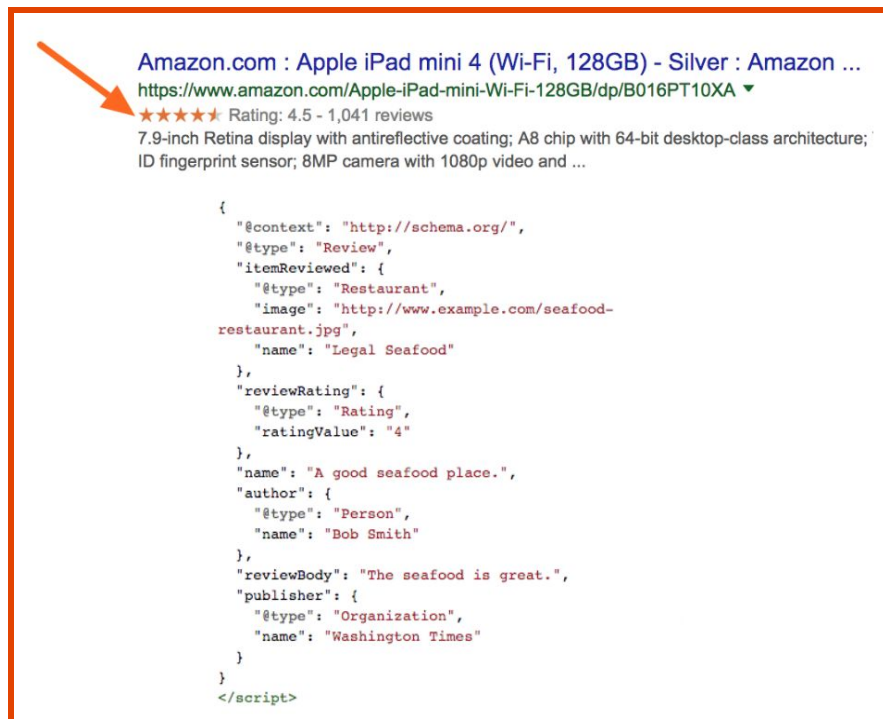 Amazon.com : Apple iPad mini 4 (Wi-Fi, 128GB) - Silver : Amazon ...
https://www.amazon.com/Apple-iPad-mini-Wi-Fi-128GB/dp/B016PT10XA ▼
★★★★★ Rating: 4.5 - 1,041 reviews
7.9-inch Retina display with antireflective coating; A8 chip with 64-bit desktop-class architecture;
ID fingerprint sensor; 8MP camera with 1080p video and ...
{
  "@context": "http://schema.org/",
  "@type": "Review",
  "itemReviewed": {
    "@type": "Restaurant",
    "image": "http://www.example.com/seafood-
restaurant.jpg",
    "name": "Legal Seafood"
  },
  "reviewRating": {
    "@type": "Rating",
    "ratingValue": "4"
  },
  "name": "A good seafood place.",
  "author": {
    "@type": "Person",
    "name": "Bob Smith"
  },
  "reviewBody": "The seafood is great.",
  "publisher": {
    "@type": "Organization",
    "name": "Washington Times"
  }
}
</script>